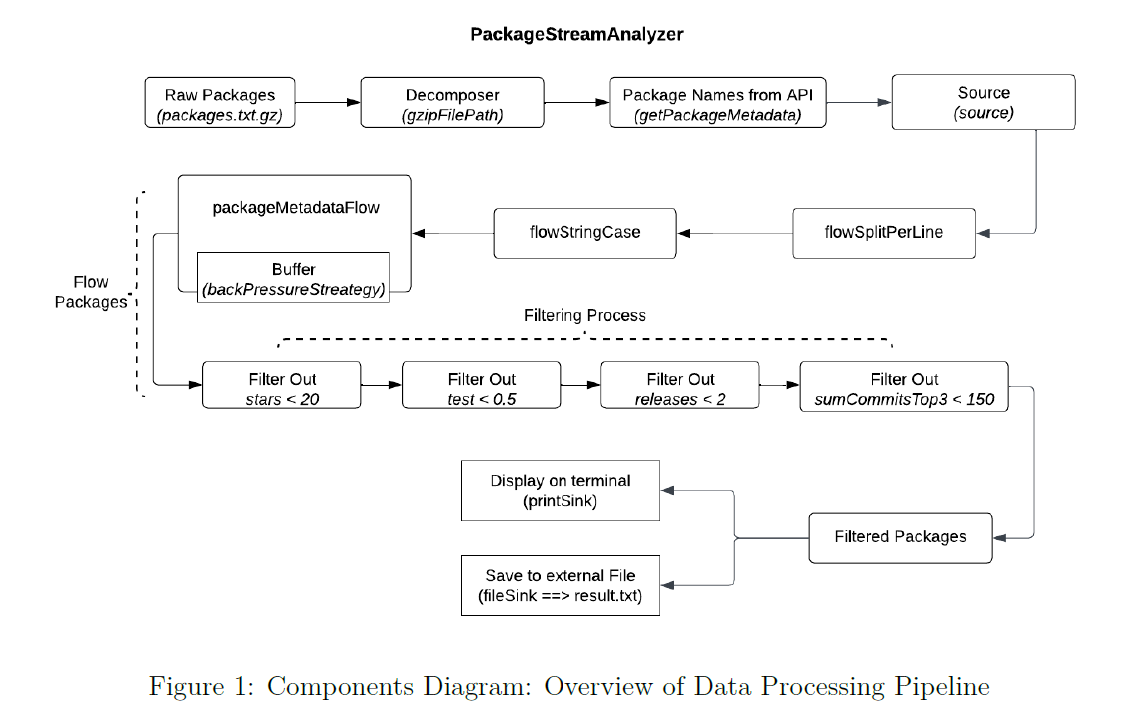 PackageStreamAnalyzer
Raw Packages
(packages.txt.gz)
Decomposer
(gzipFilePath)
Package Names from API
(getPackageMetadata)
Source
(source)
packageMetadataFlow
flowStringCase
flowSplitPerLine
Buffer
(backPressureStreategy)
Flow
Packages
Filtering Process
Filter Out
stars < 20
Filter Out
test < 0.5
Filter Out
releases < 2
Filter Out
sumCommitsTop3 < 150
Display on terminal
(printSink)
Filtered Packages
Save to external File
(fileSink ==> result.txt)
Figure 1: Components Diagram: Overview of Data Processing Pipeline